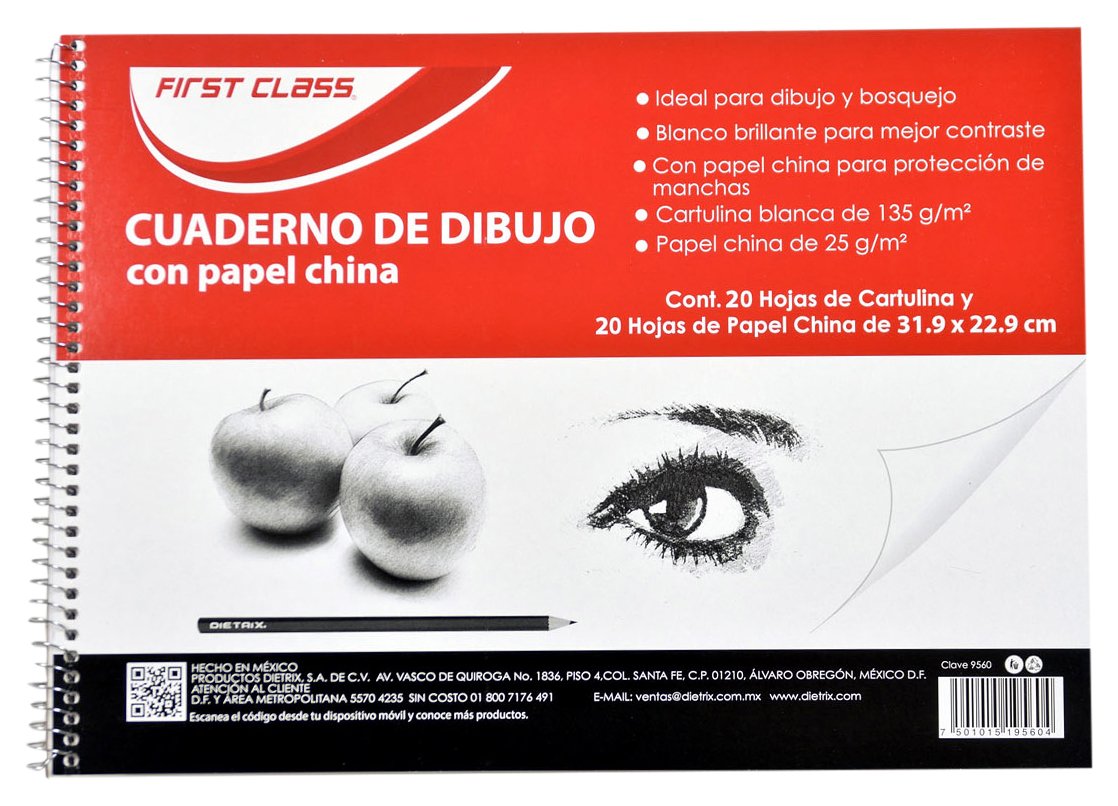 FIrST CLaSS®
CUADERNO DE DIBUJO
con papel china
● Ideal para dibujo y bosquejo
● Blanco brillante para mejor contraste
● Con papel china para protección de
manchas
● Cartulina blanca de 135 g/m²
● Papel china de 25 g/m²
Cont. 20 Hojas de Cartulina y
20 Hojas de Papel China de 31.9 x 22.9 cm
DIETRIX.
HECHO EN MÉXICO
PRODUCTOS DIETRIX, S.A. DE C.V. AV. VASCO DE QUIROGA No. 1836, PISO 4,COL. SANTA FE, C.P. 01210, ÁLVARO OBREGÓN, MÉXICO D.F.
ATENCIÓN AL CLIENTE
D.F. Y ÁREA METROPOLITANA 5570 4235 SIN COSTO 01 800 7176 491 E-MAIL: ventas@dietrix.com.mx www.dietrix.com
Escanea el código desde tu dispositivo móvil y conoce más productos.
Clave 9560
7 501015 195604